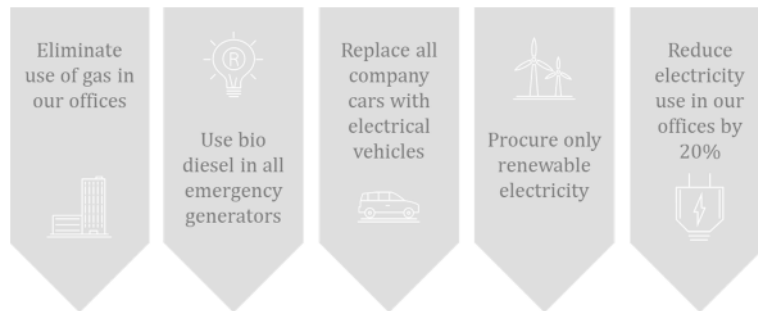 Eliminate
use of gas in
our offices
R
Use bio
diesel in all
emergency
generators
Replace all
company
cars with
electrical
vehicles
Procure only
renewable
electricity
Reduce
electricity
use in our
offices by
20%